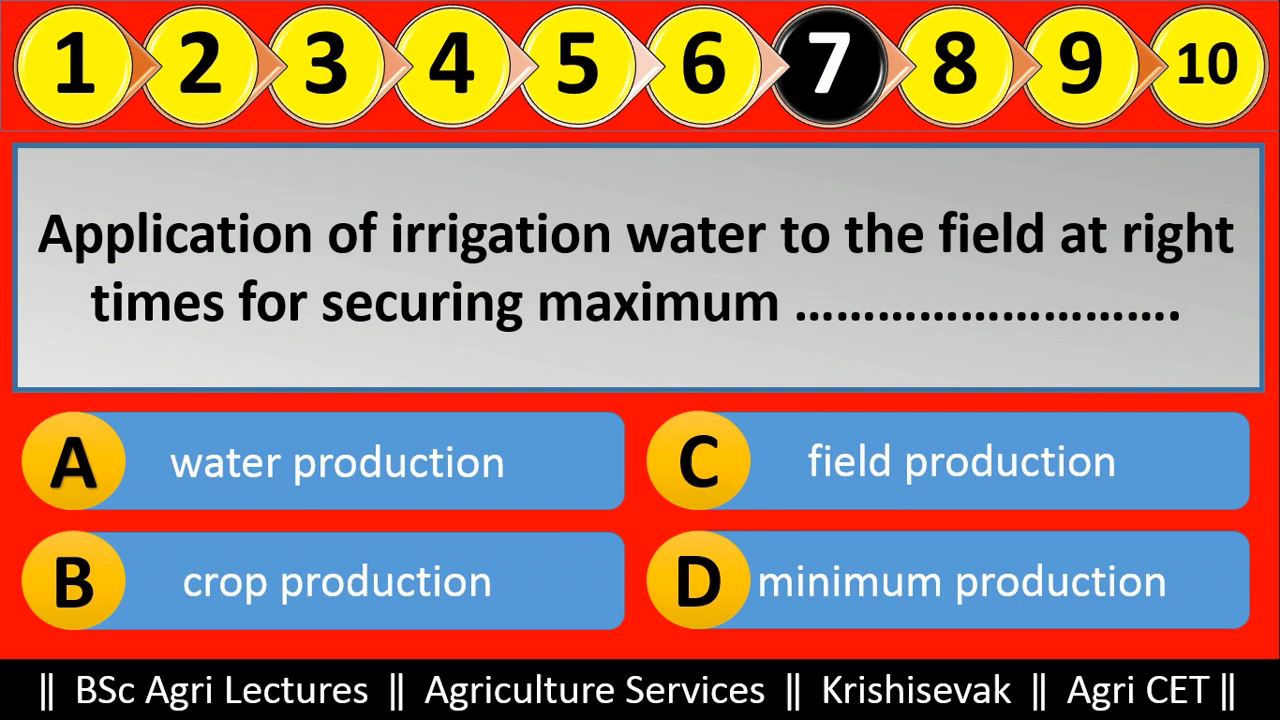 1 2 3 4 5 6 7 8 9 10
Application of irrigation water to the field at right
times for securing maximum ……………………….
A water production
C field production
B crop production
D minimum production
|| BSc Agri Lectures || Agriculture Services || Krishisevak || Agri CET ||